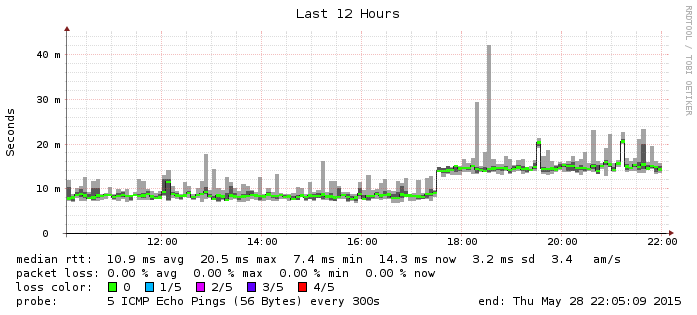 Last 12 Hours
RRDTOOL / TOBI OETIKER
Seconds
40 m
30 m
20 m
10 m
0
12:00 14:00 16:00 18:00 20:00 22:00
median rtt: 10.9 ms avg 20.5 ms max 7.4 ms min 14.3 ms now 3.2 ms sd 3.4 am/s
packet loss: 0.00 % avg 0.00 % max 0.00 % min 0.00 % now
loss color: 0 1/5 2/5 3/5 4/5
probe: 5 ICMP Echo Pings (56 Bytes) every 300s end: Thu May 28 22:05:09 2015